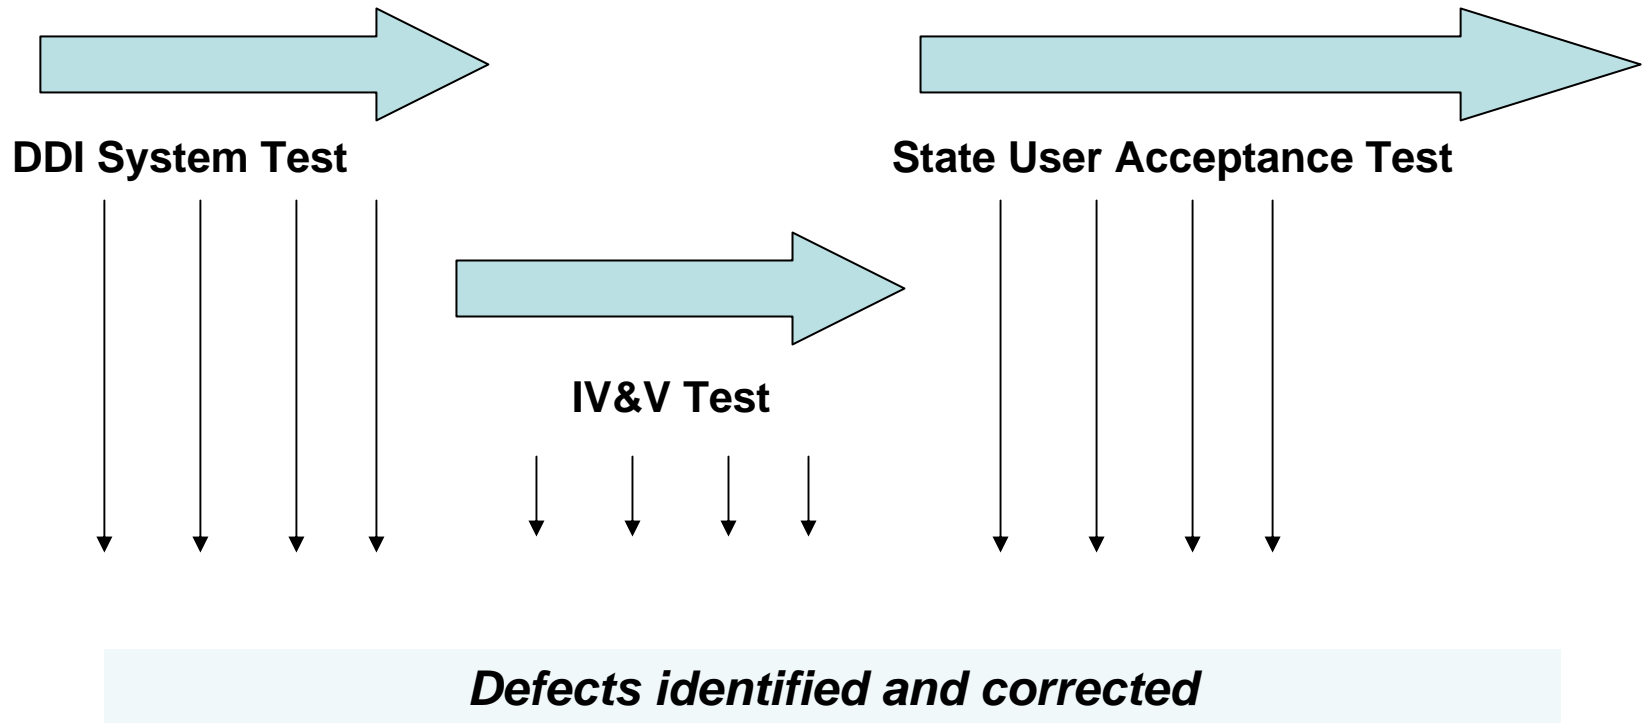 DDI System Test
State User Acceptance Test
IV&V Test
Defects identified and corrected